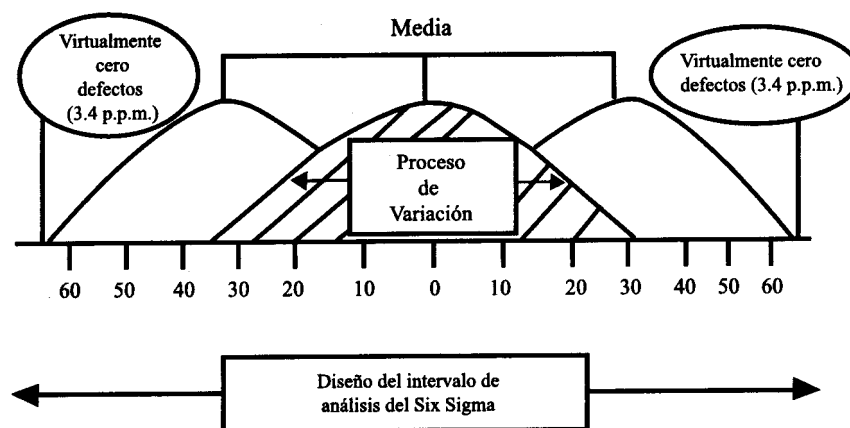 Media
Virtualmente
cero
defectos
(3.4 p.p.m.)
Virtualmente cero
defectos (3.4 p.p.m.)
Proceso
de
Variación
60 50 40 30 20 10 0 10 20 30 40 50 60
Diseño del intervalo de
análisis del Six Sigma